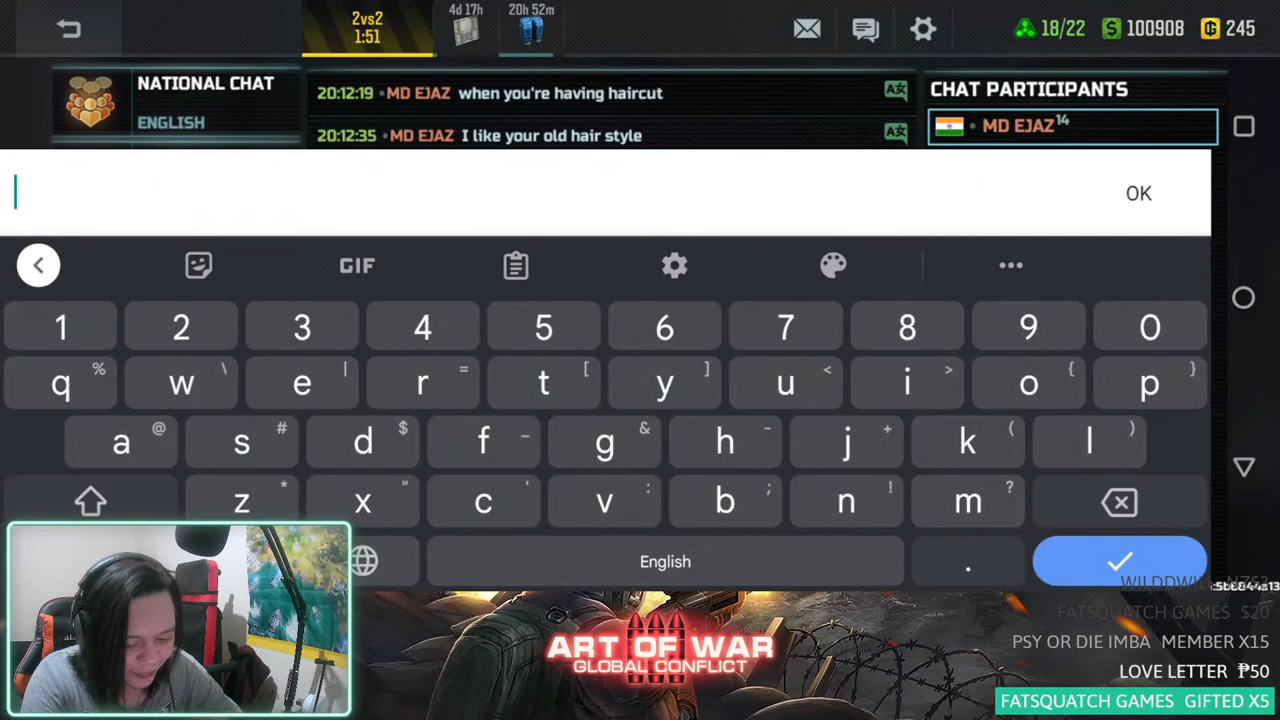 2vs2
1:51
4d 17h
20h 52m
18/22
S 100908
G 245
NATIONAL CHAT
ENGLISH
20:12:19 • MD EJAZ when you're having haircut
20:12:35 • MD EJAZ I like your old hair style
CHAT PARTICIPANTS
• MD EJAZ 14
OK
GIF
1 2 3 4 5 6 7 8 9 0
q % w \ e | r = t [ y ] u < i > o { p }
a @ s # d $ f - g & h - j + k ( l )
z * x " c ' v : b ; n ! m ?
English .
FATSQUATCH GAMES $20
PSY OR DIE IMBA MEMBER X15
LOVE LETTER ₱50
FATSQUATCH GAMES GIFTED X5
ART OF WAR
GLOBAL CONFLICT